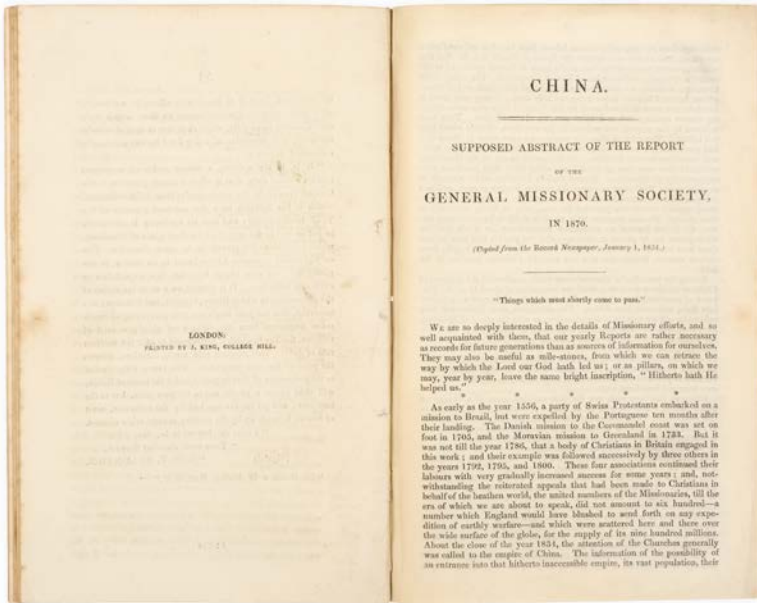 LONDON:
PRINTED BY J. KING, COLLEGE HILL.
CHINA.
SUPPOSED ABSTRACT OF THE REPORT
OF THE
GENERAL MISSIONARY SOCIETY,
IN 1870.
(Copied from the Record Newspaper, January 1,
"Things which must shortly come to pass."
WE are so deeply interested in the details of Missionary efforts, and so
well acquainted with them, that our yearly Reports are rather necessary
as records for future generations than as sources of information for ourselves.
They may also be useful as mile-stones, from which we can retrace the
way by which the Lord our God hath led us; or as pillars, on which we
may, year by year, leave the same bright inscription, "Hitherto hath He
helped us."
* * * * *
As early as the year 1556, a party of Swiss Protestants embarked on a
mission to Brazil, but were expelled by the Portuguese ten months after
their landing. The Danish mission to the Coromandel coast was set on
foot in 1705, and the Moravian mission to Greenland in 1733. But it
was not till the year 1786, that a body of Christians in Britain engaged in
this work; and their example was followed successively by three others in
the years 1792, 1795, and 1800. These four associations continued their
labours with very gradually increased success for some years; and, not-
withstanding the reiterated appeals that had been made to Christians in
behalf of the heathen world, the united numbers of the Missionaries, till the
era of which we are about to speak, did not amount to six hundred—a
number which England would have blushed to send forth on any expe-
dition of earthly warfare—and which were scattered here and there over
the wide surface of the globe, for the supply of its nine hundred millions.
About the close of the year 1834, the attention of the Churches generally
was called to the empire of China. The information of the possibility of
an entrance into that hitherto inaccessible empire, its vast population, their